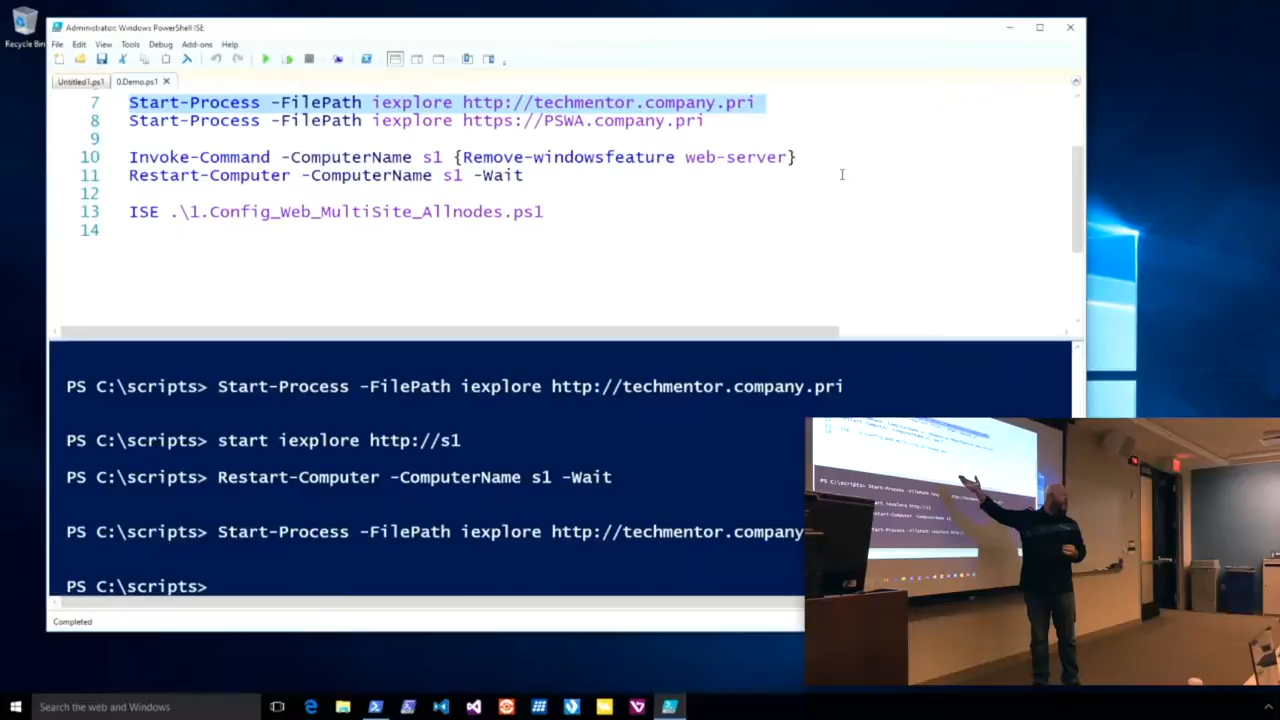 Recycle Bin
Administrator: Windows PowerShell ISE
File Edit View Tools Debug Add-ons Help
Untitled1.ps1 0.Demo.ps1
7 Start-Process -FilePath iexplore http://techmentor.company.pri
8 Start-Process -FilePath iexplore https://PSWA.company.pri
9
10 Invoke-Command -ComputerName s1 {Remove-windowsfeature web-server}
11 Restart-Computer -ComputerName s1 -Wait
12
13 ISE .\1.Config_Web_MultiSite_Allnodes.ps1
14
PS C:\scripts> Start-Process -FilePath iexplore http://techmentor.company.pri
PS C:\scripts> start iexplore http://s1
PS C:\scripts> Restart-Computer -ComputerName s1 -Wait
PS C:\scripts> Start-Process -FilePath iexplore http://techmentor.company
PS C:\scripts>
Completed
Search the web and Windows